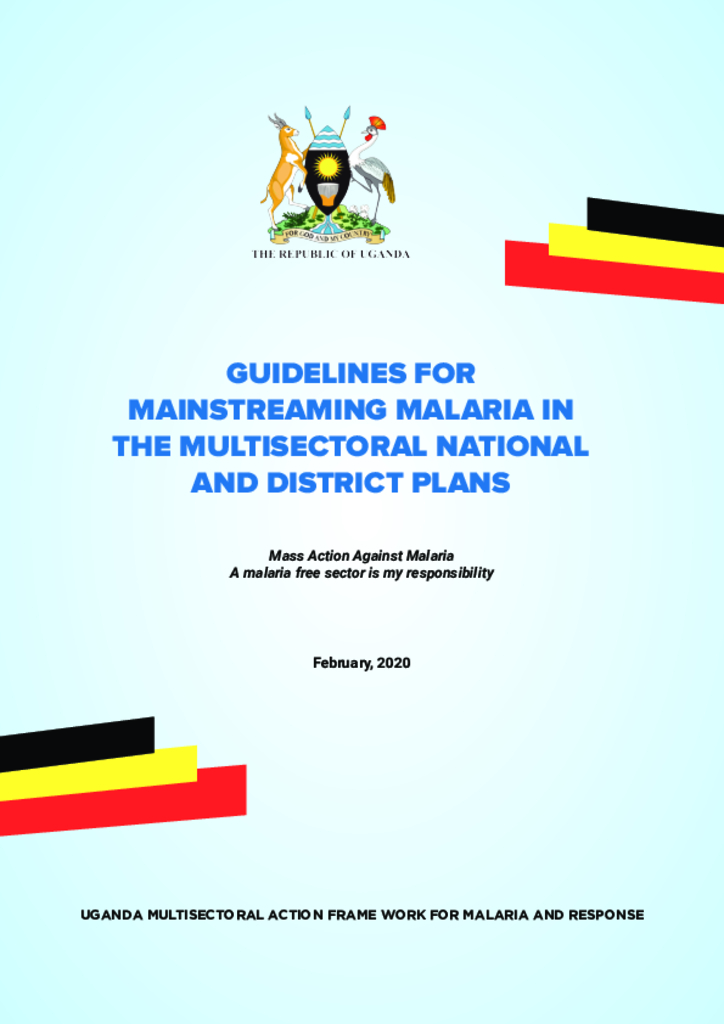 FOR GOD AND MY COUNTRY
THE REPUBLIC OF UGANDA
GUIDELINES FOR
MAINSTREAMING MALARIA IN
THE MULTISECTORAL NATIONAL
AND DISTRICT PLANS
Mass Action Against Malaria
A malaria free sector is my responsibility
February, 2020
UGANDA MULTISECTORAL ACTION FRAME WORK FOR MALARIA AND RESPONSE